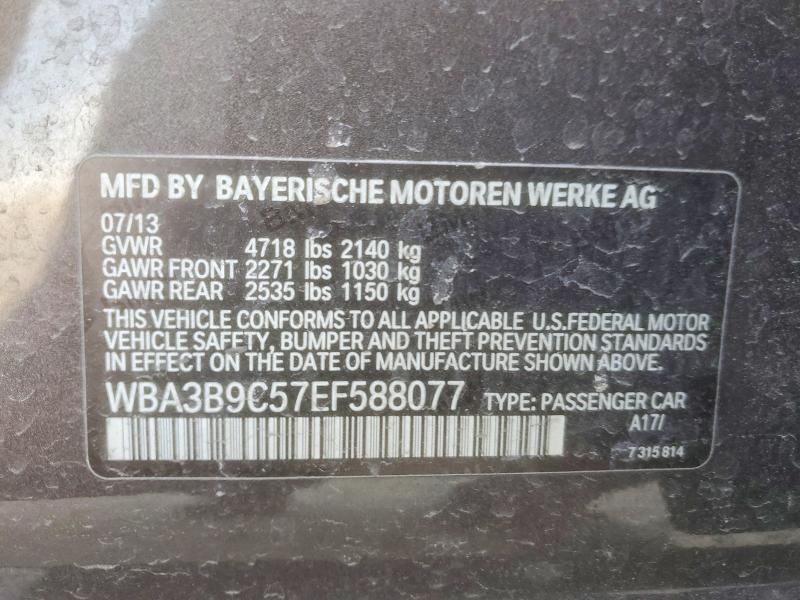 MFD BY BAYERISCHE MOTOREN WERKE AG
07/13
GVWR 4718 lbs 2140 kg
GAWR FRONT 2271 lbs 1030 kg
GAWR REAR 2535 lbs 1150 kg
THIS VEHICLE CONFORMS TO ALL APPLICABLE U.S.FEDERAL MOTOR
VEHICLE SAFETY, BUMPER AND THEFT PREVENTION STANDARDS
IN EFFECT ON THE DATE OF MANUFACTURE SHOWN ABOVE.
WBA3B9C57EF588077 TYPE: PASSENGER CAR
A17/
7 315 814